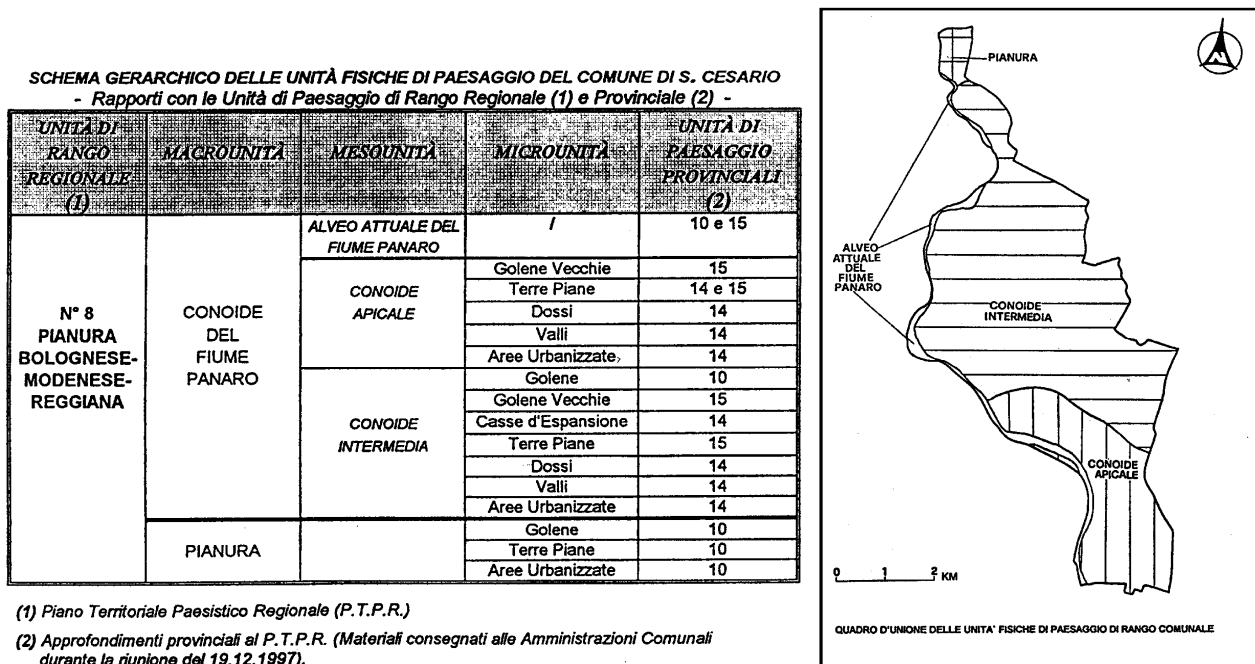 SCHEMA GERARCHICO DELLE UNITÀ FISICHE DI PAESAGGIO DEL COMUNE DI S. CESARIO
- Rapporti con le Unità di Paesaggio di Rango Regionale (1) e Provinciale (2) -
UNITÀ DI RANGO REGIONALE (1) MACROUNITÀ MESOUNITÀ MICROUNITÀ UNITÀ DI PAESAGGIO PROVINCIALI (2)
N° 8
PIANURA
BOLOGNESE-
MODENESE-
REGGIANA
CONOIDE
DEL
FIUME
PANARO
ALVEO ATTUALE DEL
FIUME PANARO
/ 10 e 15
CONOIDE
APICALE
Golene Vecchie 15
Terre Piane 14 e 15
Dossi 14
Valli 14
Aree Urbanizzate 14
CONOIDE
INTERMEDIA
Golene 10
Golene Vecchie 15
Casse d'Espansione 14
Terre Piane 15
Dossi 14
Valli 14
Aree Urbanizzate 14
PIANURA
Golene 10
Terre Piane 10
Aree Urbanizzate 10
(1) Piano Territoriale Paesistico Regionale (P.T.P.R.)
(2) Approfondimenti provinciali al P.T.P.R. (Materiali consegnati alle Amministrazioni Comunali
durante la riunione del 19.12.1997).
N
PIANURA
ALVEO
ATTUALE
DEL
FIUME
PANARO
CONOIDE
INTERMEDIA
CONOIDE
APICALE
0 1 2 KM
QUADRO D'UNIONE DELLE UNITA' FISICHE DI PAESAGGIO DI RANGO COMUNALE